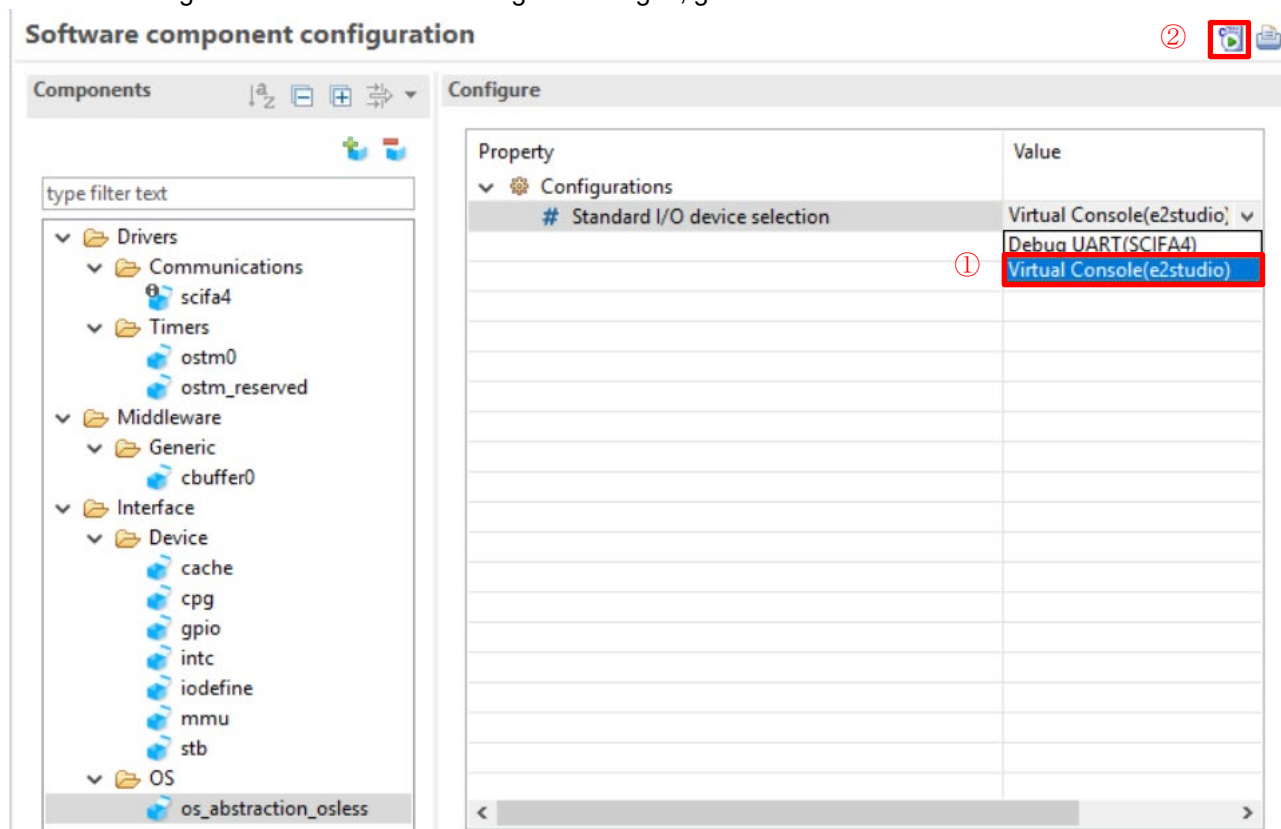 Software component configuration
②
Components
Configure
Property
Value
type filter text
Configurations
# Standard I/O device selection
Virtual Console(e2studio)
Debug UART(SCIFA4)
① Virtual Console(e2studio)
Drivers
Communications
scifa4
Timers
ostm0
ostm_reserved
Middleware
Generic
cbuffer0
Interface
Device
cache
cpg
gpio
intc
iodefine
mmu
stb
OS
os_abstraction_osless